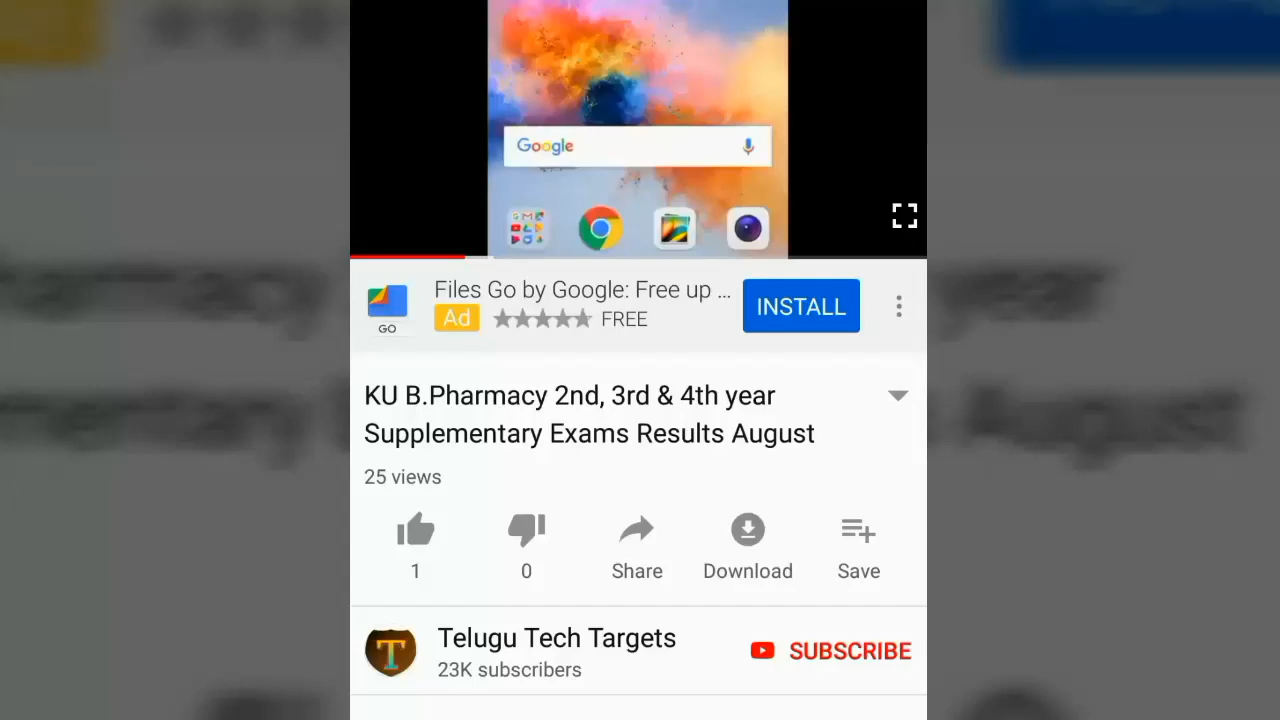 Google
Files Go by Google: Free up ...
Ad FREE
INSTALL
GO
KU B.Pharmacy 2nd, 3rd & 4th year
Supplementary Exams Results August
25 views
1
0
Share
Download
Save
T
Telugu Tech Targets
23K subscribers
SUBSCRIBE